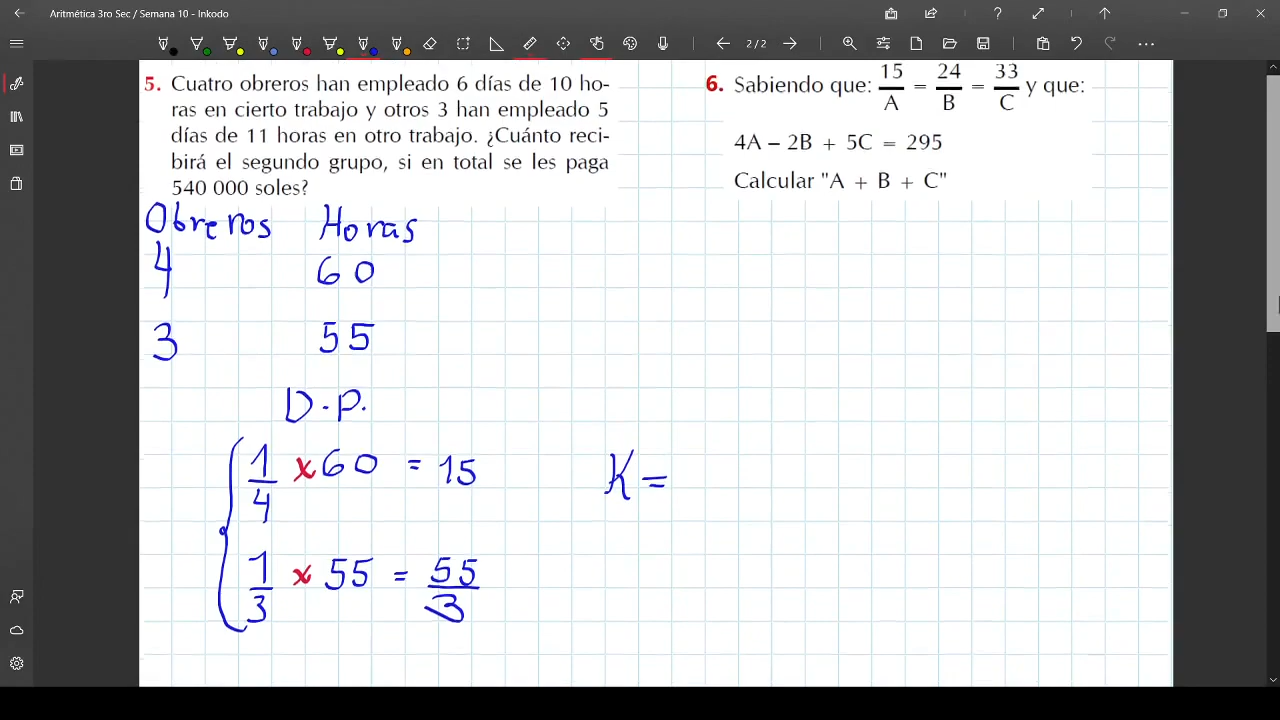 Aritmética 3ro Sec / Semana 10 - Inkodo
2/2
5. Cuatro obreros han empleado 6 días de 10 ho-
ras en cierto trabajo y otros 3 han empleado 5
días de 11 horas en otro trabajo. ¿Cuánto reci-
birá el segundo grupo, si en total se les paga
540 000 soles?
Obreros Horas
4 60
3 55
D.P.
1/4 x 60 = 15
1/3 x 55 = 55/3
K =
6. Sabiendo que: 15/A = 24/B = 33/C y que:
4A – 2B + 5C = 295
Calcular "A + B + C"